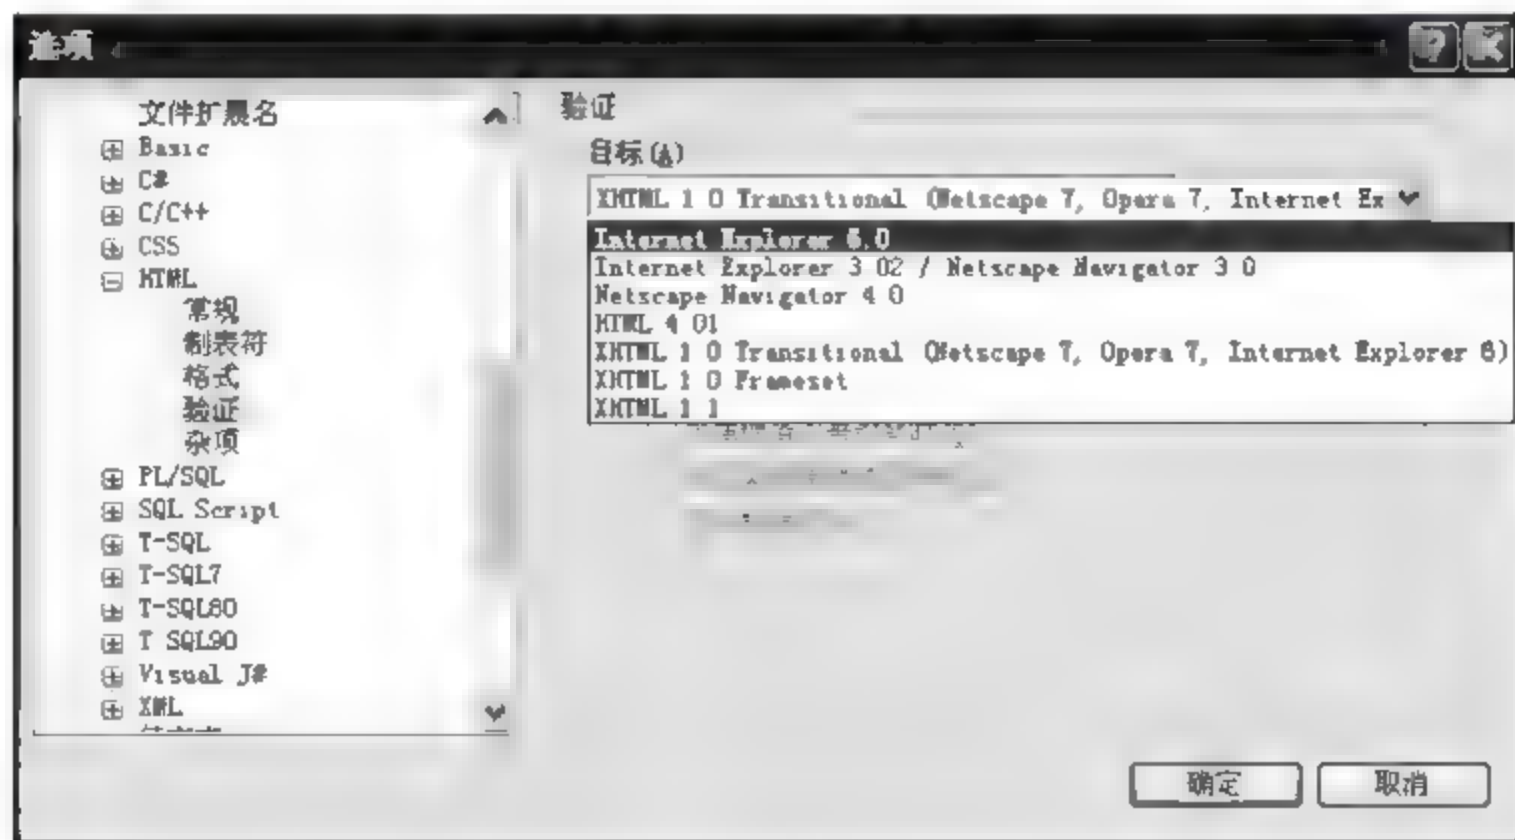 选项
文件扩展名
Basic
C#
C/C++
CSS
HTML
常规
制表符
格式
验证
杂项
PL/SQL
SQL Script
T-SQL
T-SQL7
T-SQL80
T SQL90
Visual J#
XML
验证
目标(A)
XHTML 1 0 Transitional (Netscape 7, Opera 7, Internet Ex
Internet Explorer 6.0
Internet Explorer 3 02 / Netscape Navigator 3 0
Netscape Navigator 4 0
HTML 4 01
XHTML 1 0 Transitional (Netscape 7, Opera 7, Internet Explorer 6)
XHTML 1 0 Frameset
XHTML 1 1
确定
取消